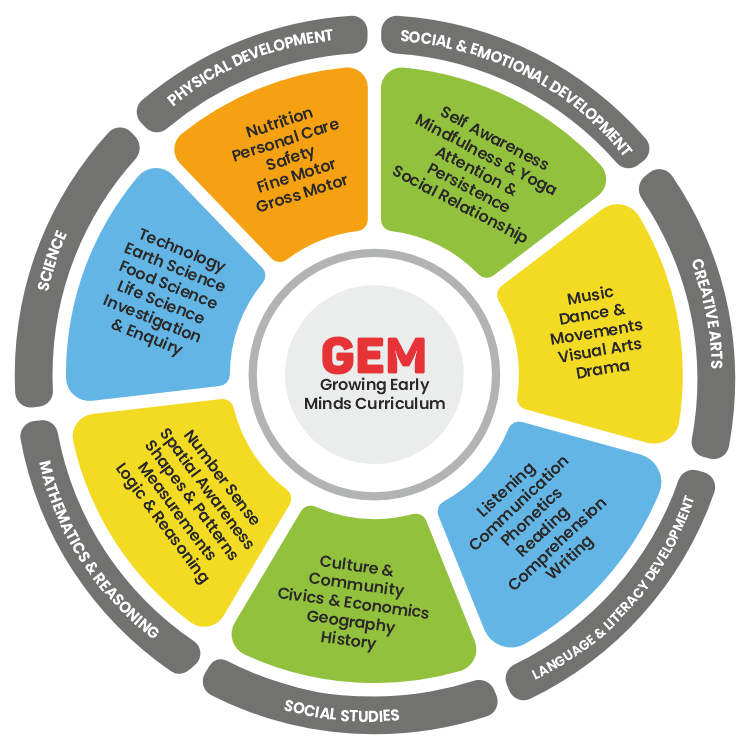 GEM
Growing Early
Minds Curriculum
SOCIAL & EMOTIONAL DEVELOPMENT
Self Awareness
Mindfulness & Yoga
Attention &
Persistence
Social Relationship
CREATIVE ARTS
Music
Dance &
Movements
Visual Arts
Drama
LANGUAGE & LITERACY DEVELOPMENT
Listening
Communication
Phonetics
Reading
Comprehension
Writing
SOCIAL STUDIES
Culture &
Community
Civics & Economics
Geography
History
MATHEMATICS & REASONING
Number Sense
Spatial Awareness
Shapes & Patterns
Measurements
Logic & Reasoning
SCIENCE
Technology
Earth Science
Food Science
Life Science
Investigation
& Enquiry
PHYSICAL DEVELOPMENT
Nutrition
Personal Care
Safety
Fine Motor
Gross Motor